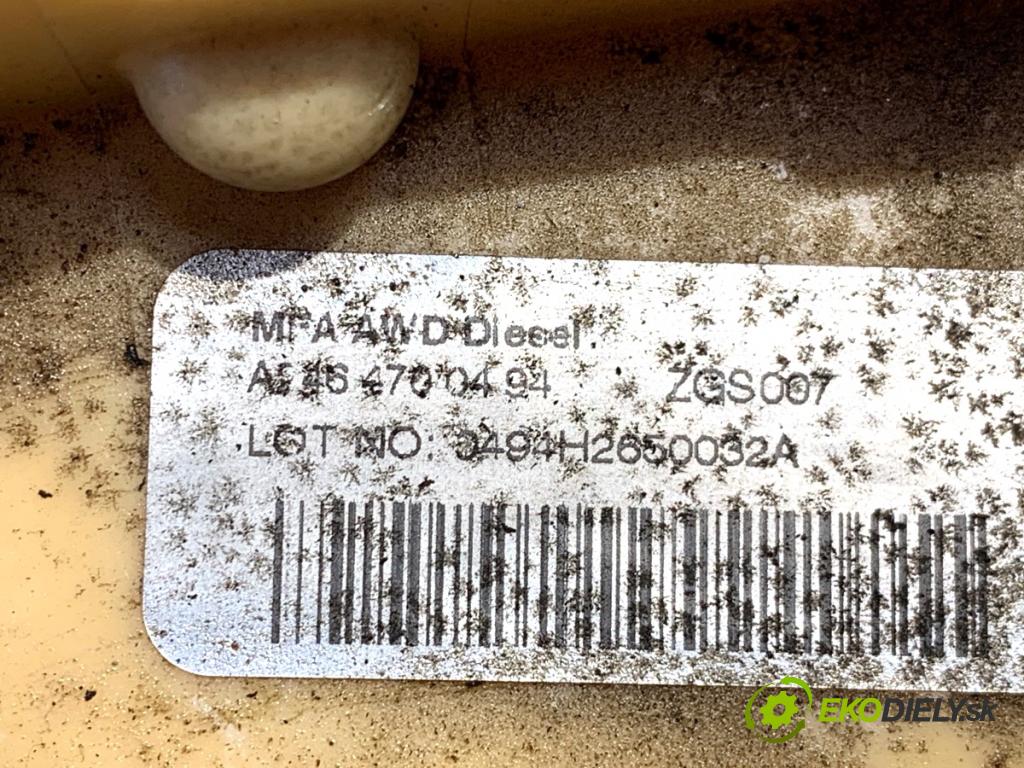 MFA AWD Diesel
A246 470 04 94 ZGS007
LOT NO: 0494H2650032A
EKODIELY.sk